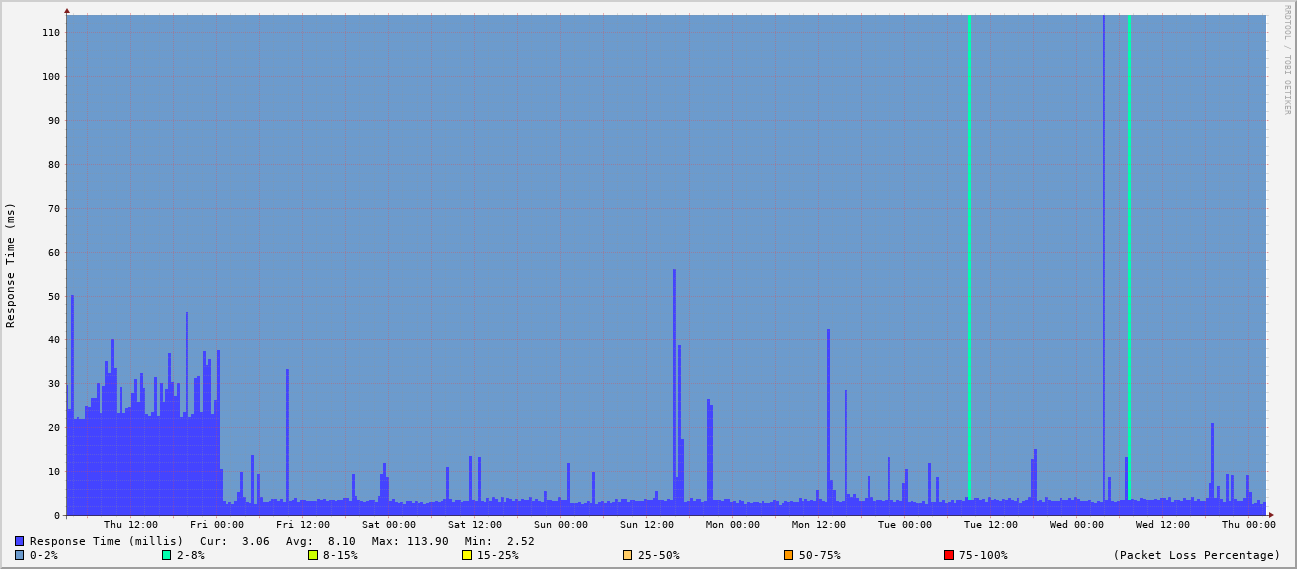 RRDTOOL / TOBI OETIKER
Response Time (ms)
110
100
90
80
70
60
50
40
30
20
10
0
Thu 12:00 Fri 00:00 Fri 12:00 Sat 00:00 Sat 12:00 Sun 00:00 Sun 12:00 Mon 00:00 Mon 12:00 Tue 00:00 Tue 12:00 Wed 00:00 Wed 12:00 Thu 00:00
Response Time (millis) Cur: 3.06 Avg: 8.10 Max: 113.90 Min: 2.52
0-2% 2-8% 8-15% 15-25% 25-50% 50-75% 75-100% (Packet Loss Percentage)